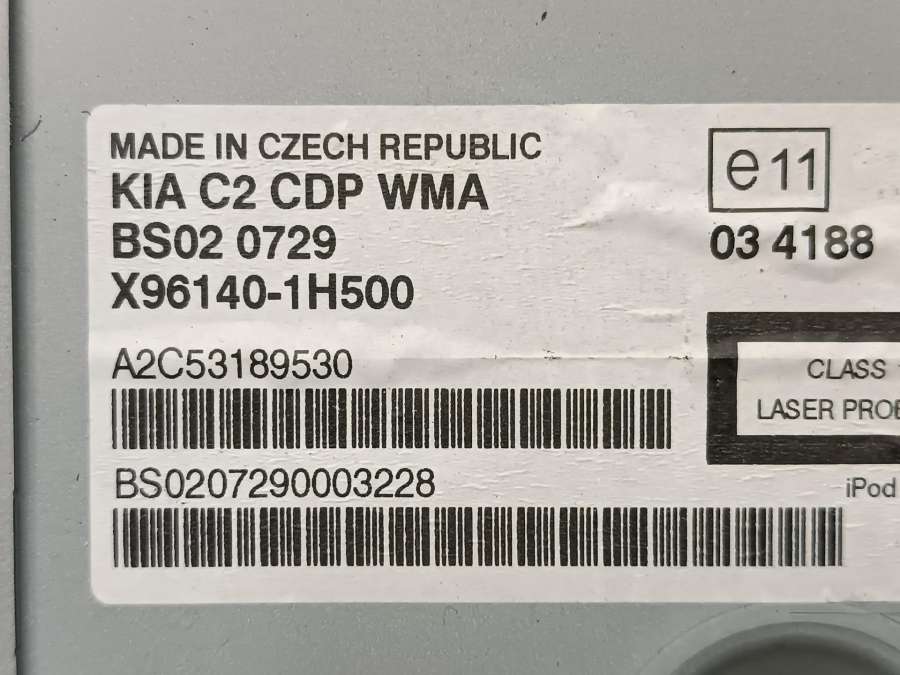 MADE IN CZECH REPUBLIC
KIA C2 CDP WMA
BS02 0729
X96140-1H500
A2C53189530
BS0207290003228
e11
03 4188
CLASS
LASER
iPod